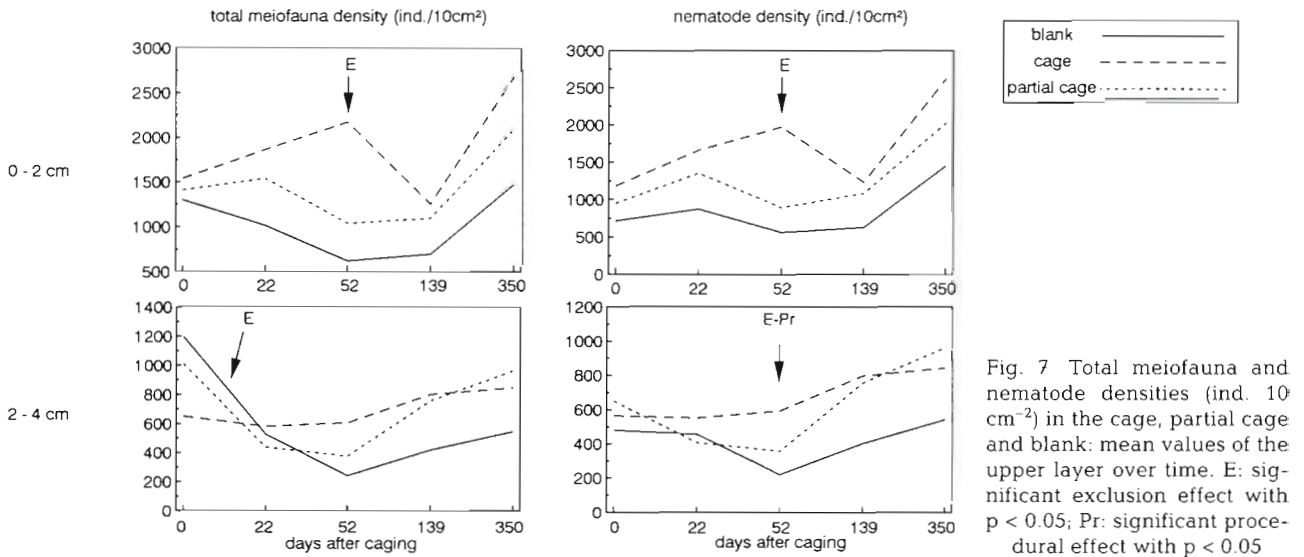 total meiofauna density (ind./10cm²)
nematode density (ind./10cm²)
blank
cage
partial cage
0 - 2 cm
3000
2500
2000
1500
1000
500
E
0 22 52 139 350
3000
2500
2000
1500
1000
500
0
E
0 22 52 139 350
2 - 4 cm
1400
1200
1000
800
600
400
200
0
E
0 22 52 139 350
days after caging
1200
1000
800
600
400
200
0
E-Pr
0 22 52 139 350
days after caging
Fig. 7 Total meiofauna and
nematode densities (ind. 10
cm⁻²) in the cage, partial cage
and blank: mean values of the
upper layer over time. E: sig-
nificant exclusion effect with
p < 0.05; Pr: significant proce-
dural effect with p < 0.05